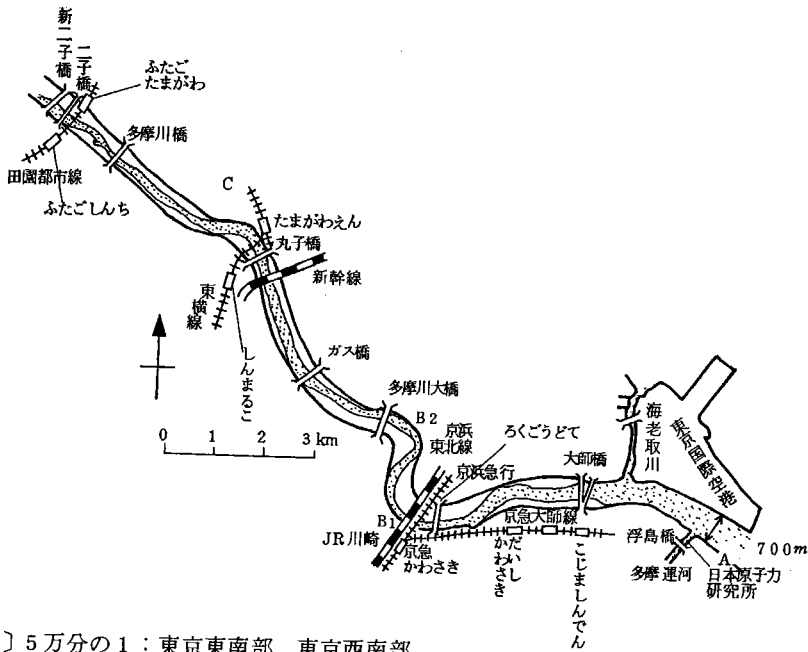 新二子橋
二子橋
ふたご
たまがわ
多摩川橋
田園都市線
ふたごしんち
C
たまがわえん
丸子橋
新幹線
東横線
しんまるこ
ガス橋
0 1 2 3 km
多摩川大橋
B2
京浜
東北線
京浜急行
ろくごうどて
大師橋
海老取川
東京国際空港
B1
JR川崎
京急
かわさき
京急大師線
かわさき
だいし
こじましんでん
浮島橋
多摩運河
A
700m
日本原子力
研究所
〕5万分の1：東京東南部 東京西南部